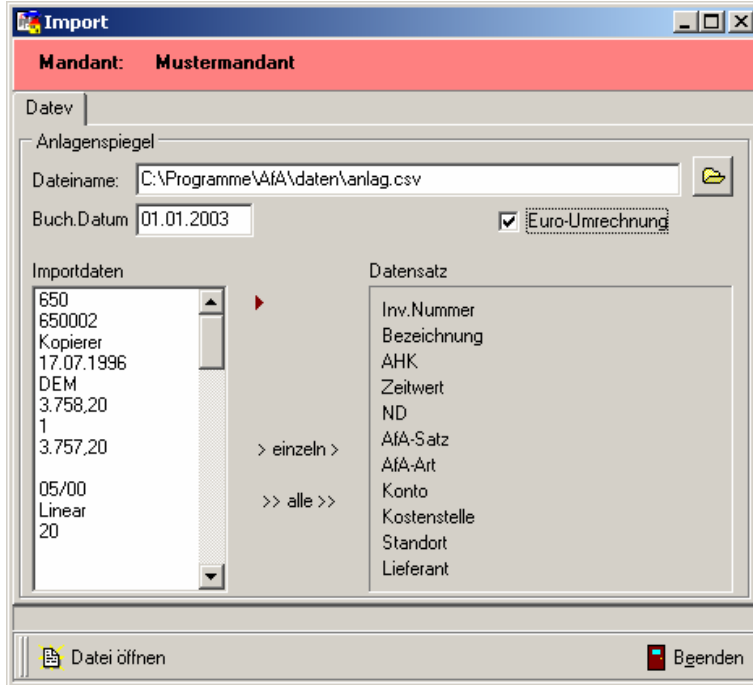 Import
Mandant: Mustermandant
Datev
Anlagenspiegel
Dateiname: C:\Programme\AfA\daten\anlag.csv
Buch.Datum 01.01.2003 Euro-Umrechnung
Importdaten
650
650002
Kopierer
17.07.1996
DEM
3.758,20
1
3.757,20
05/00
Linear
20
> einzeln >
>> alle >>
Datensatz
Inv.Nummer
Bezeichnung
AHK
Zeitwert
ND
AfA-Satz
AfA-Art
Konto
Kostenstelle
Standort
Lieferant
Datei öffnen Beenden